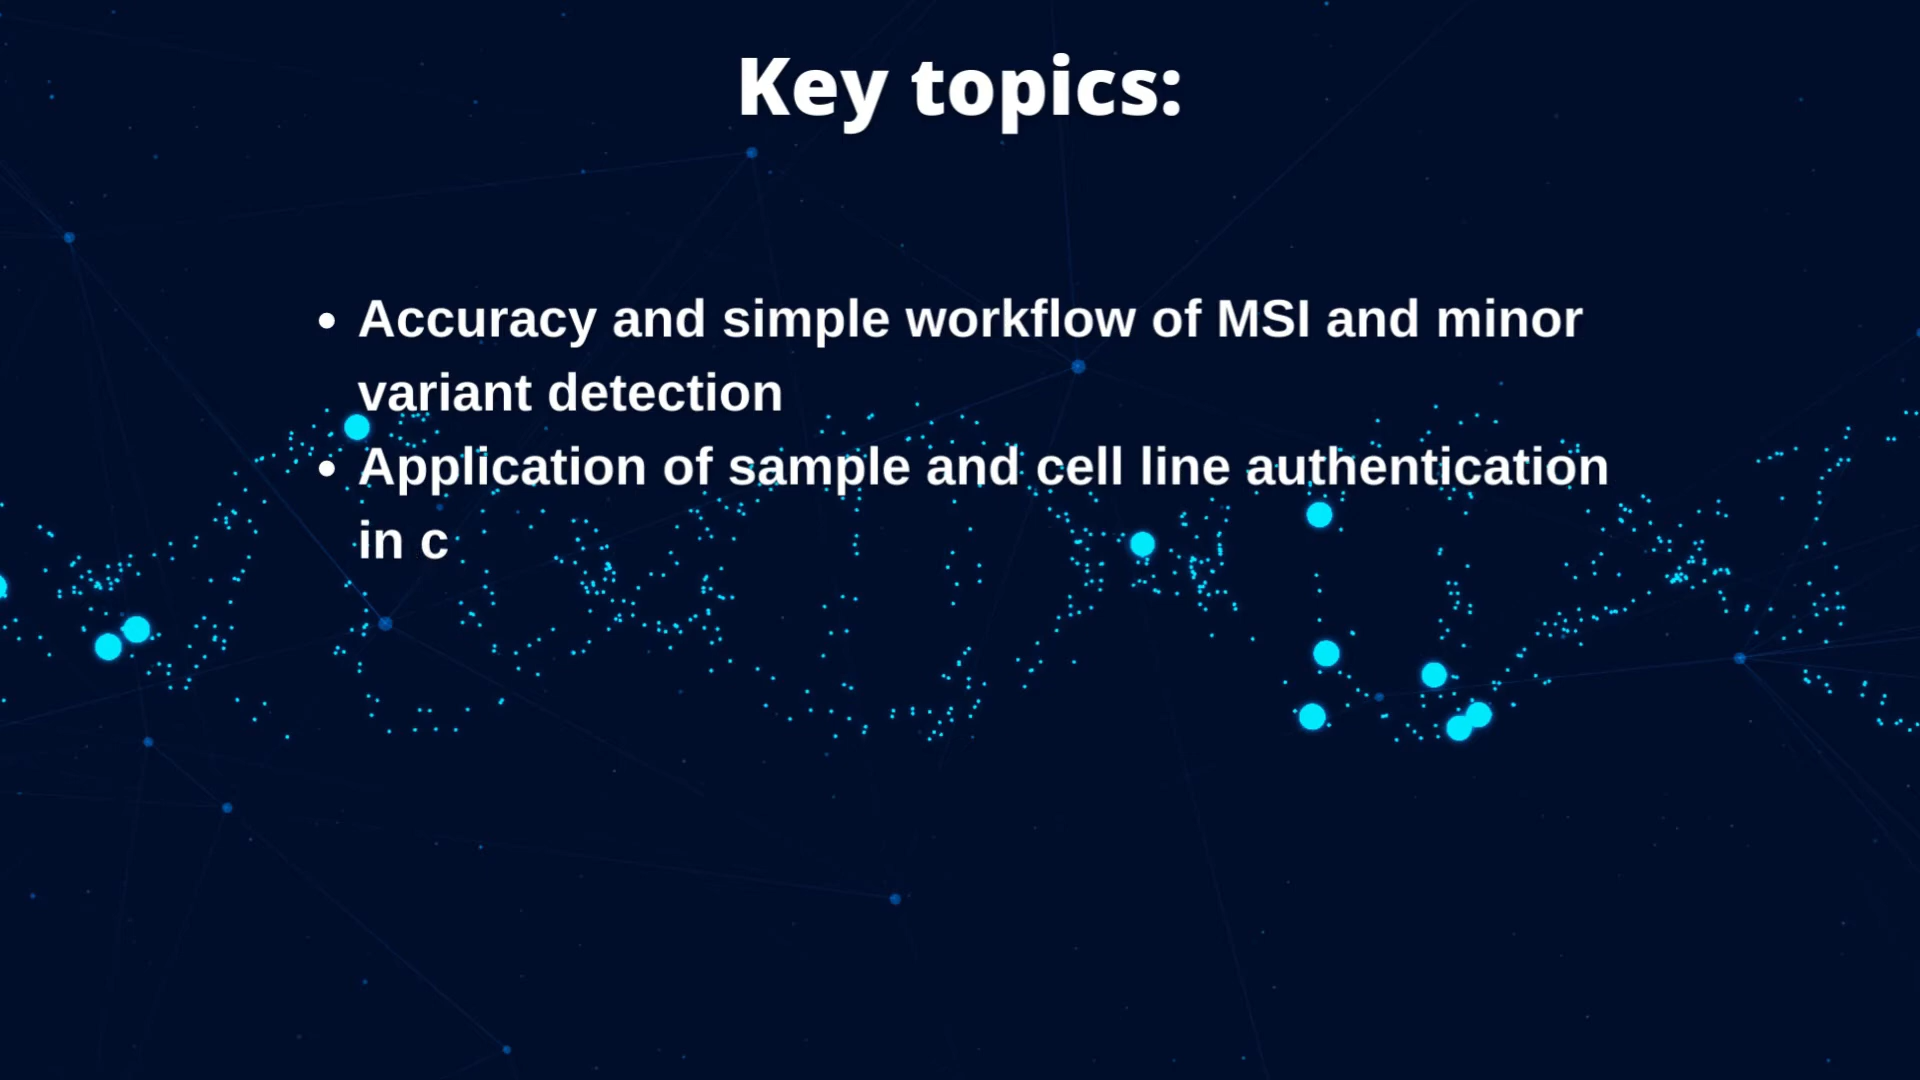 Key topics:
• Accuracy and simple workflow of MSI and minor
variant detection
• Application of sample and cell line authentication
in c